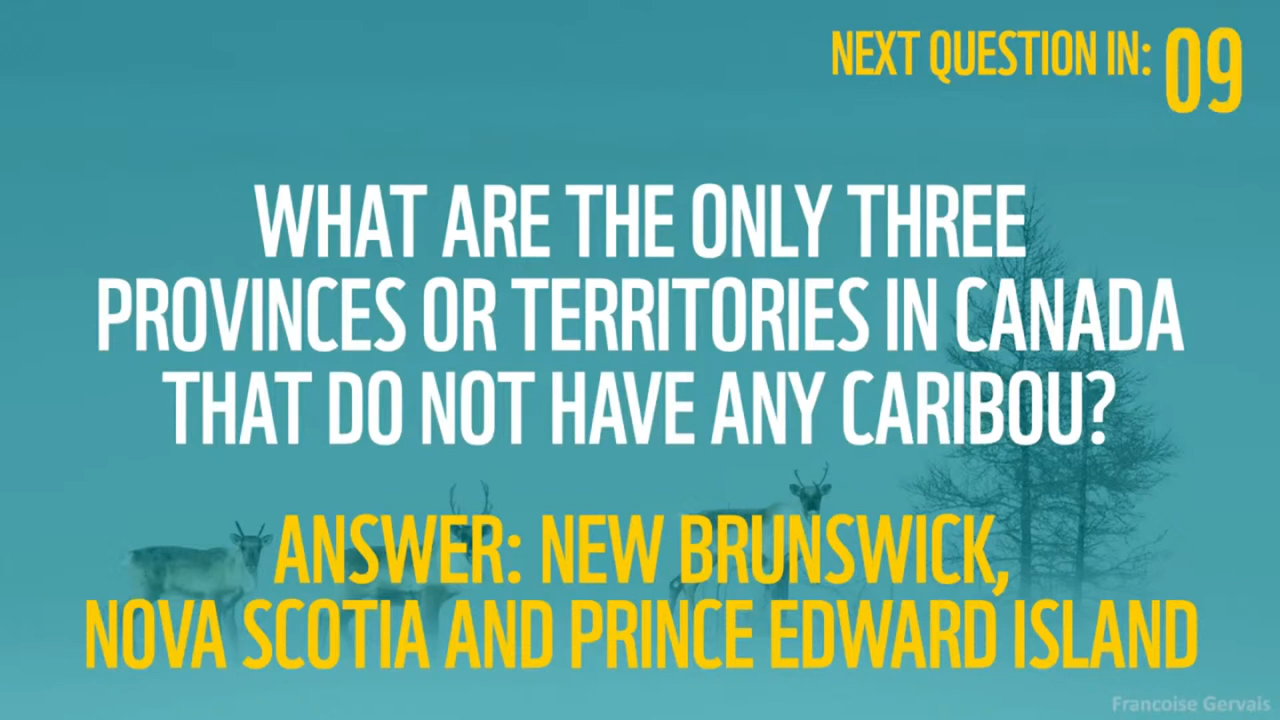 NEXT QUESTION IN: 09
WHAT ARE THE ONLY THREE
PROVINCES OR TERRITORIES IN CANADA
THAT DO NOT HAVE ANY CARIBOU?
ANSWER: NEW BRUNSWICK,
NOVA SCOTIA AND PRINCE EDWARD ISLAND
Francoise Gervais